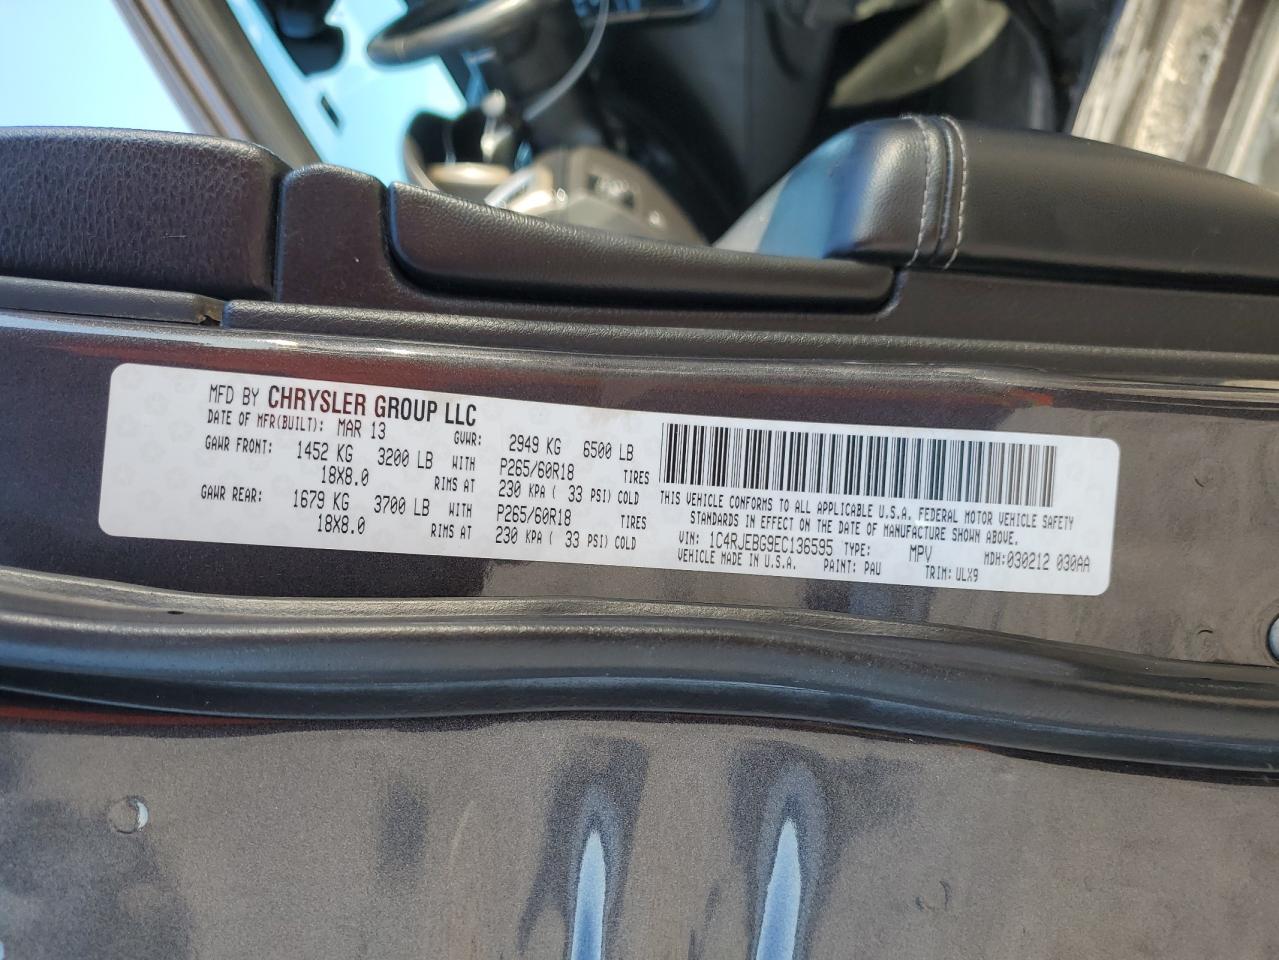 MFD BY CHRYSLER GROUP LLC
DATE OF MFR(BUILT): MAR 13 GVWR: 2949 KG 6500 LB
GAWR FRONT: 1452 KG 3200 LB WITH P265/60R18 TIRES
18X8.0 RIMS AT 230 KPA ( 33 PSI) COLD
GAWR REAR: 1679 KG 3700 LB WITH P265/60R18 TIRES
18X8.0 RIMS AT 230 KPA ( 33 PSI) COLD
THIS VEHICLE CONFORMS TO ALL APPLICABLE U.S.A. FEDERAL MOTOR VEHICLE SAFETY
STANDARDS IN EFFECT ON THE DATE OF MANUFACTURE SHOWN ABOVE.
VIN: 1C4RJEBG9EC136595 TYPE: MPV MDH:030212 030AA
VEHICLE MADE IN U.S.A. PAINT: PAU TRIM: ULX9